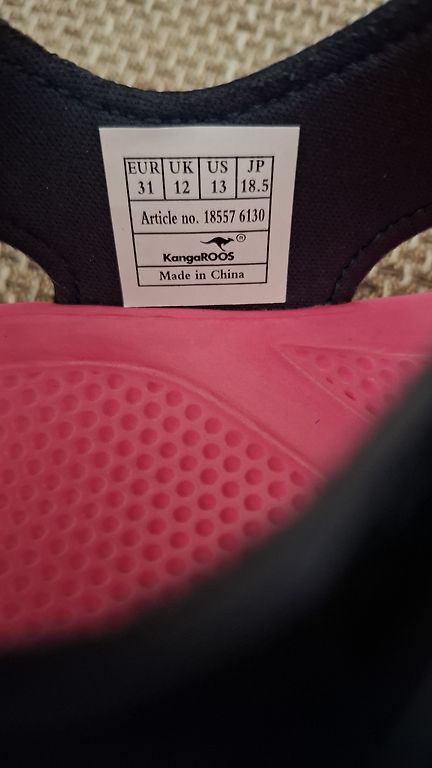 EUR UK US JP
31 12 13 18.5
Article no. 18557 6130
KangaROOS®
Made in China